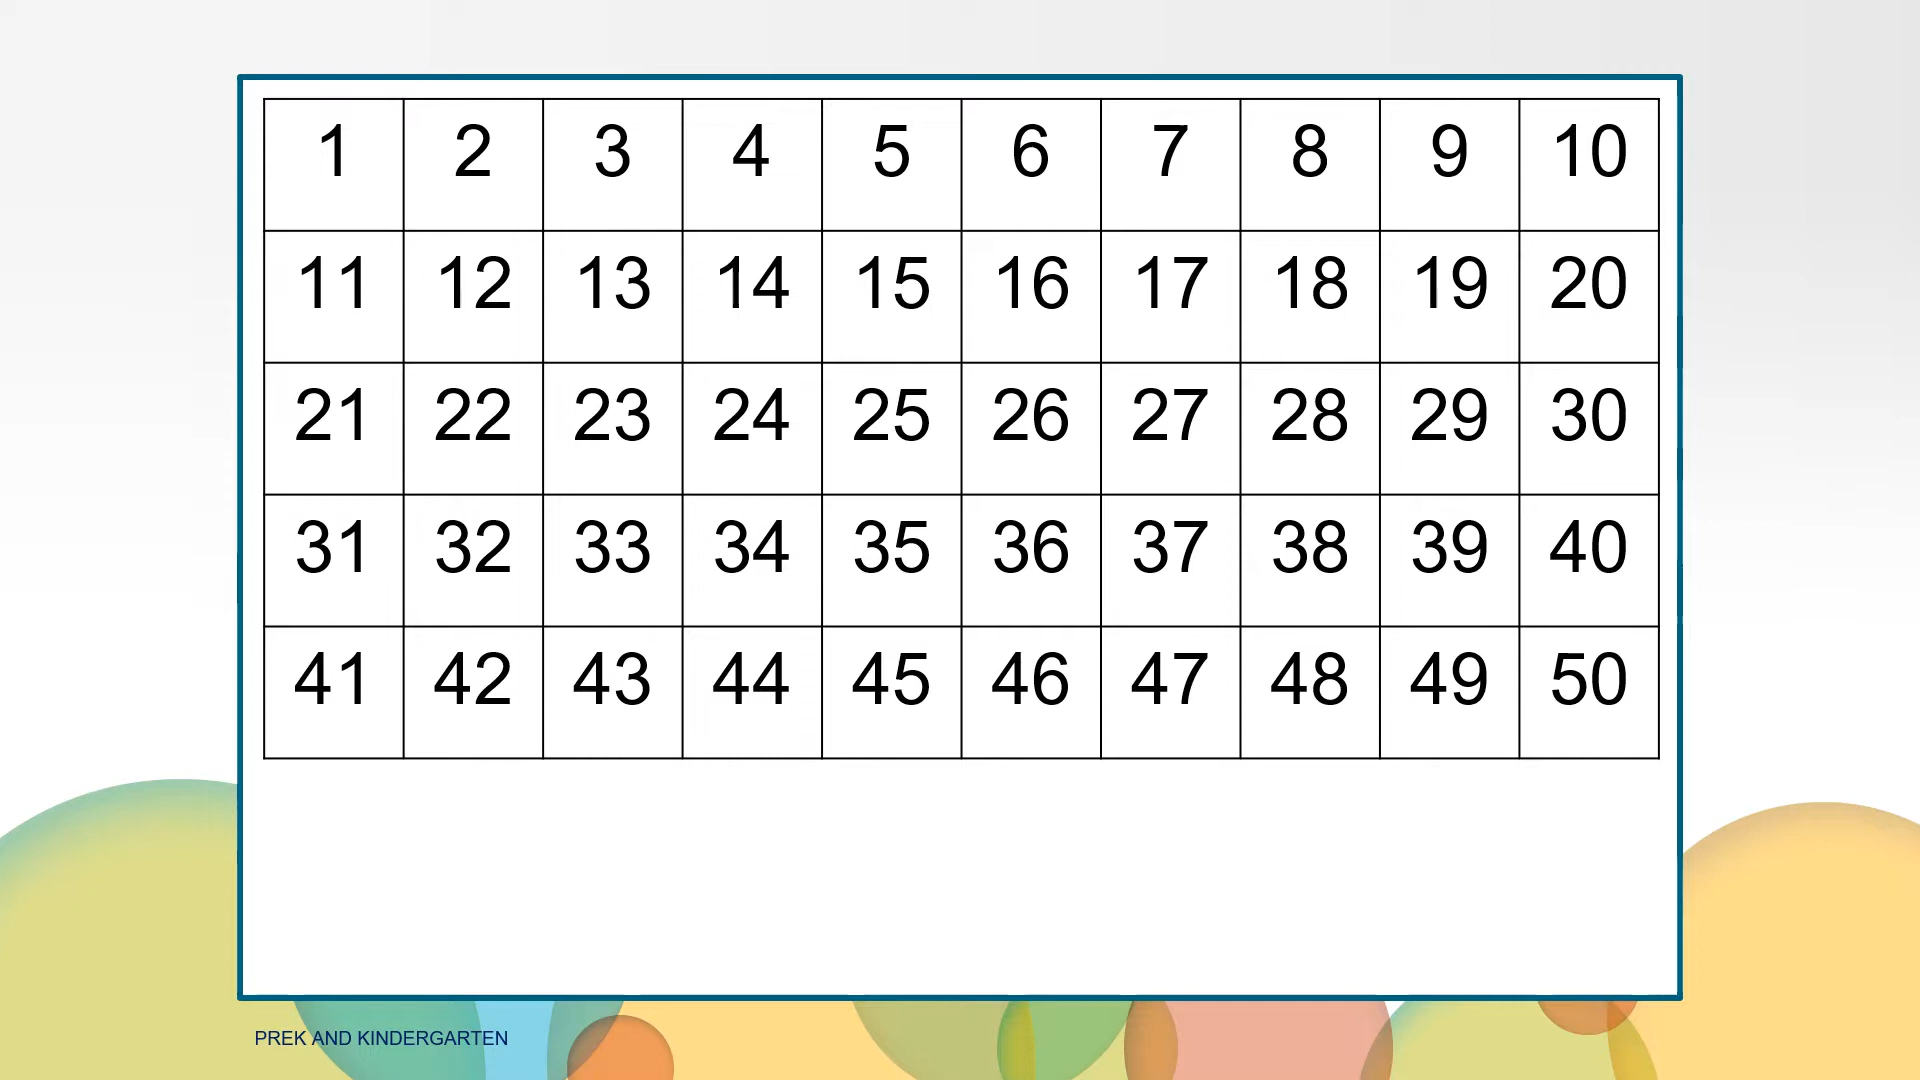 1 2 3 4 5 6 7 8 9 10
11 12 13 14 15 16 17 18 19 20
21 22 23 24 25 26 27 28 29 30
31 32 33 34 35 36 37 38 39 40
41 42 43 44 45 46 47 48 49 50
PREK AND KINDERGARTEN